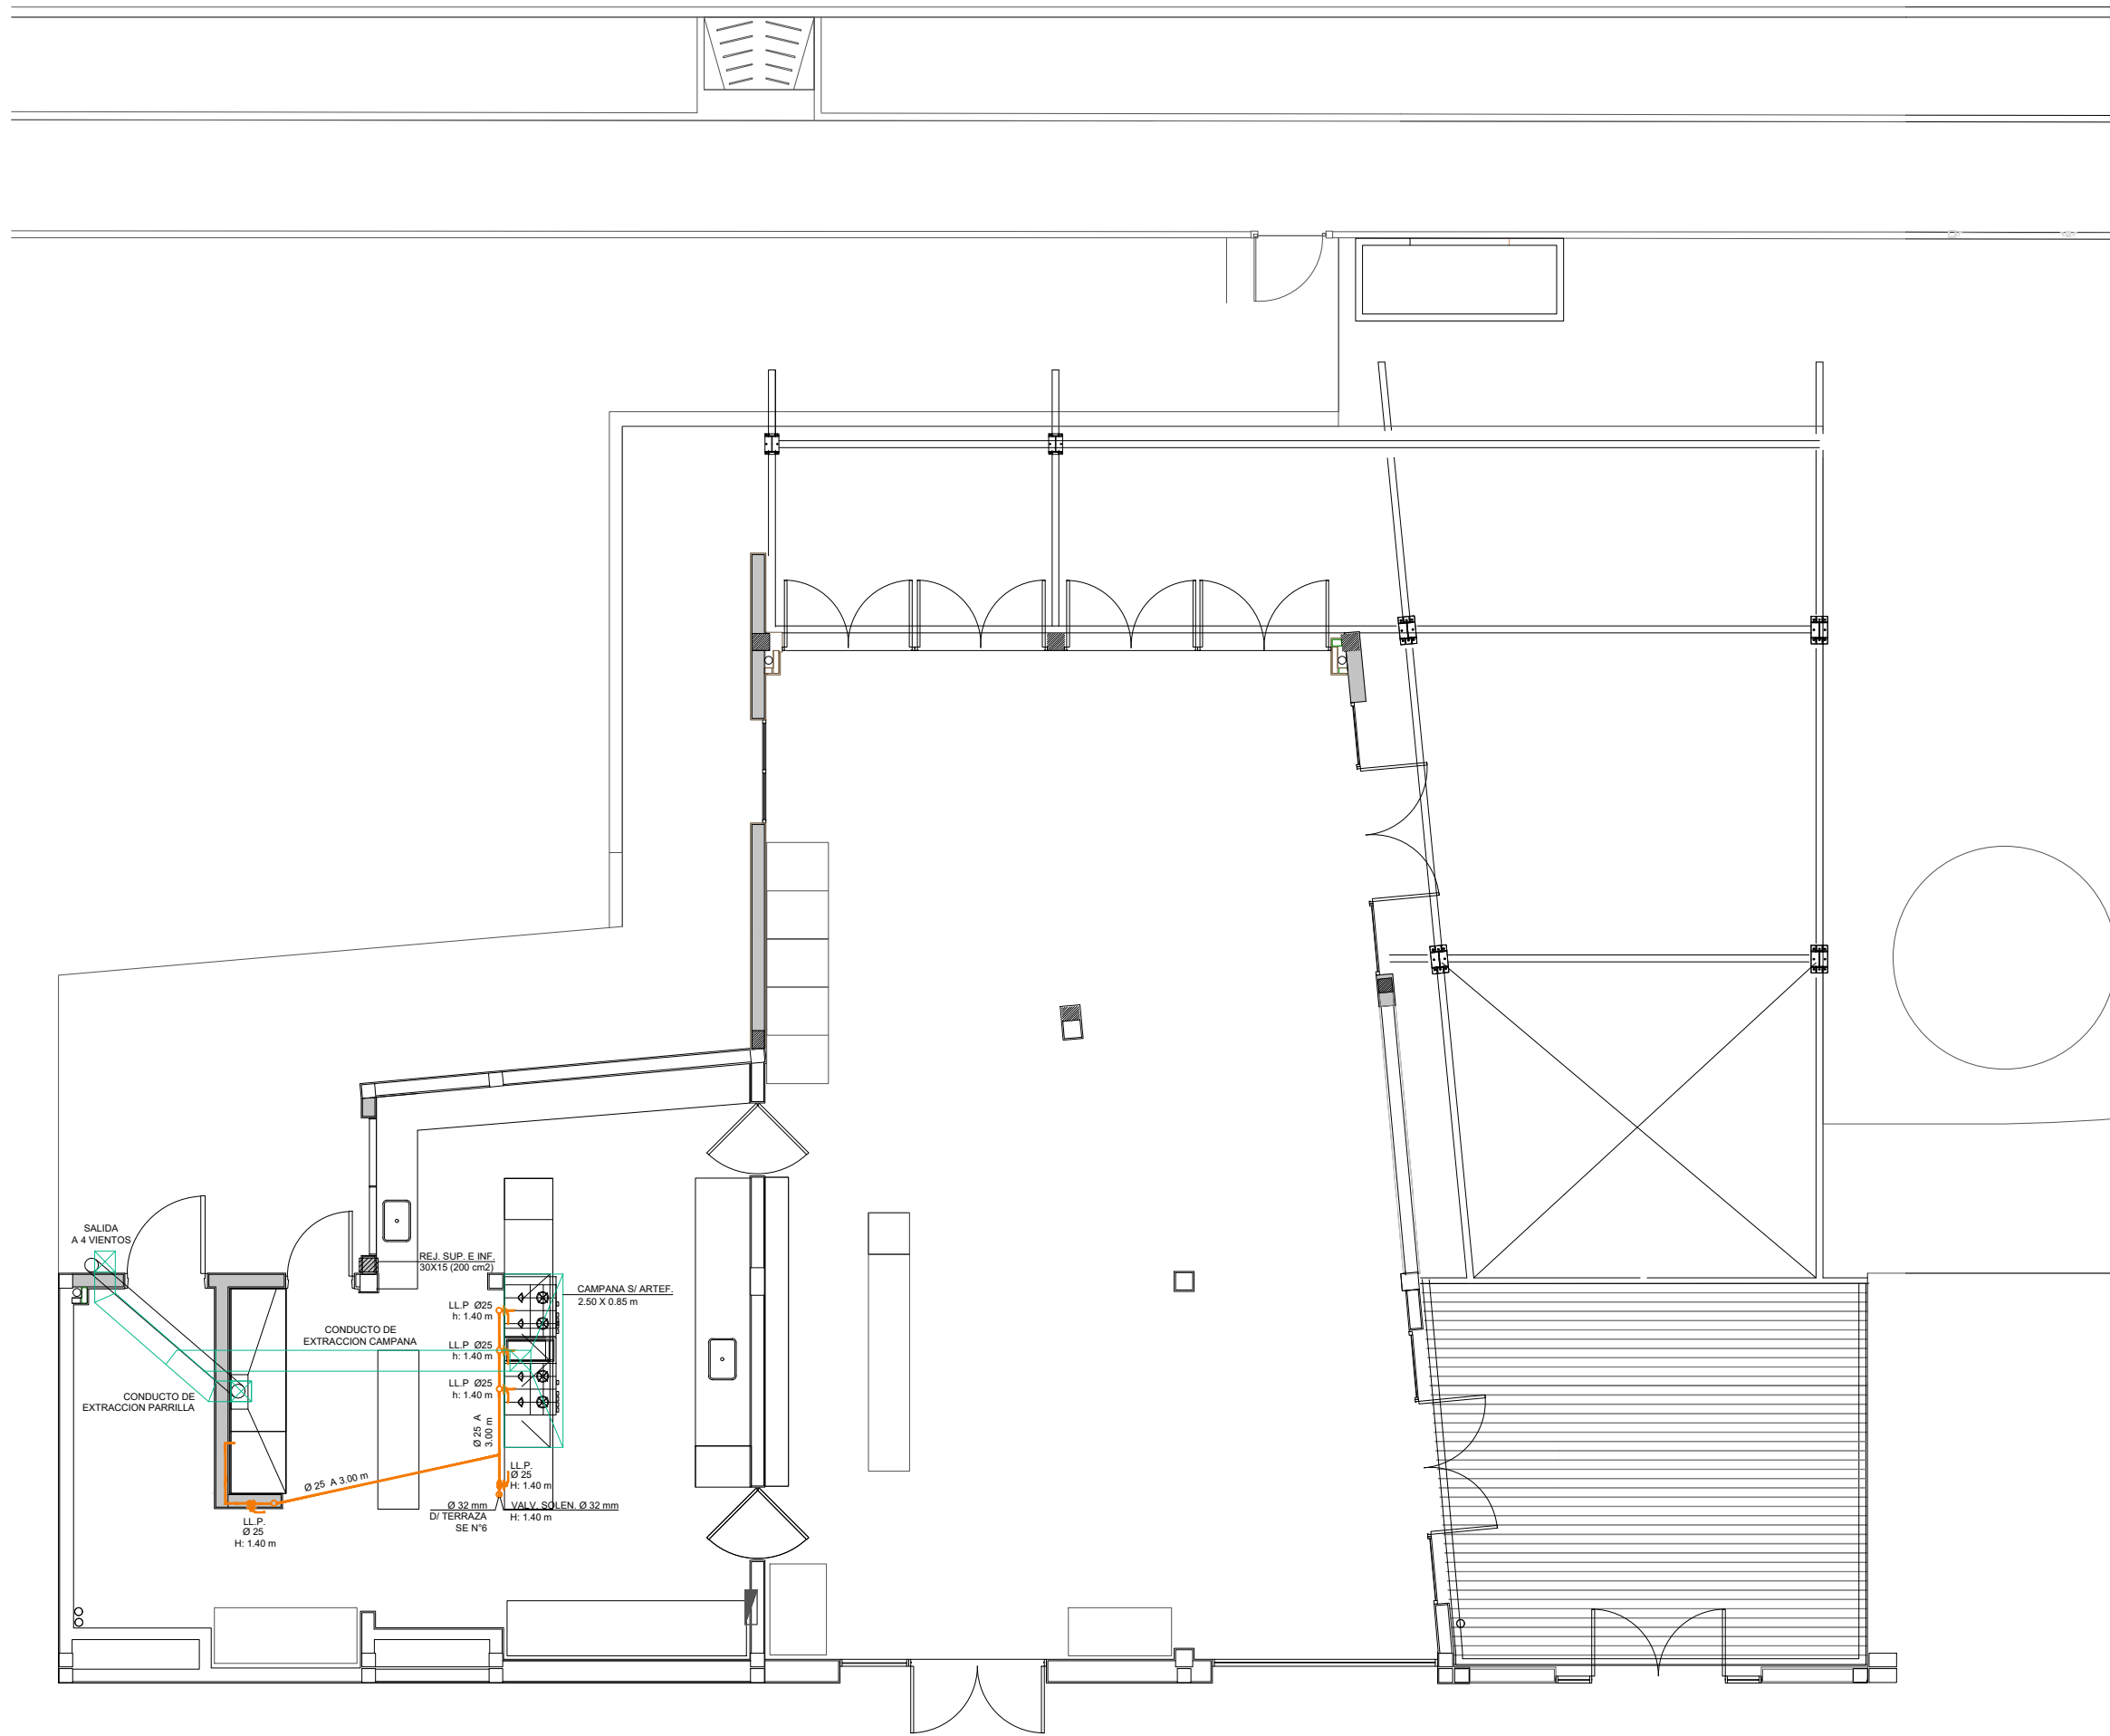 SALIDA
A 4 VIENTOS
REJ. SUP. E INF.
30X15 (200 cm2)
CAMPANA S/ ARTEF.
2.50 X 0.85 m
LL.P Ø25
h: 1.40 m
CONDUCTO DE
EXTRACCION CAMPANA
LL.P Ø25
h: 1.40 m
LL.P Ø25
h: 1.40 m
CONDUCTO DE
EXTRACCION PARRILLA
Ø 25 A
3.00 m
Ø 25 A 3.00 m
LL.P.
Ø 25
H: 1.40 m
Ø 32 mm
D/ TERRAZA
SE N°6
VALV. SOLEN. Ø 32 mm
H: 1.40 m
LL.P.
Ø 25
H: 1.40 m